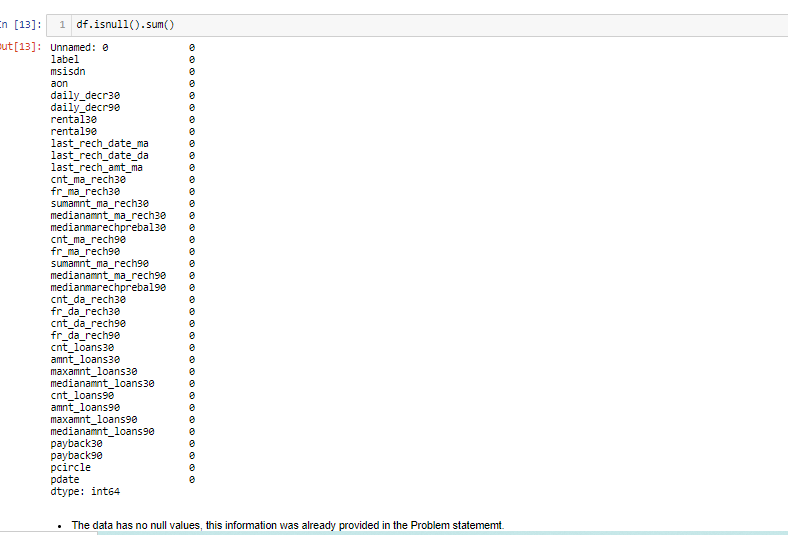 In [13]: 1 df.isnull().sum()
Out[13]: Unnamed: 0 0
label 0
msisdn 0
aon 0
daily_decr30 0
daily_decr90 0
rental30 0
rental90 0
last_rech_date_ma 0
last_rech_date_da 0
last_rech_amt_ma 0
cnt_ma_rech30 0
fr_ma_rech30 0
sumamnt_ma_rech30 0
medianamnt_ma_rech30 0
medianmarechprebal30 0
cnt_ma_rech90 0
fr_ma_rech90 0
sumamnt_ma_rech90 0
medianamnt_ma_rech90 0
medianmarechprebal90 0
cnt_da_rech30 0
fr_da_rech30 0
cnt_da_rech90 0
fr_da_rech90 0
cnt_loans30 0
amnt_loans30 0
maxamnt_loans30 0
medianamnt_loans30 0
cnt_loans90 0
amnt_loans90 0
maxamnt_loans90 0
medianamnt_loans90 0
payback30 0
payback90 0
pcircle 0
pdate 0
dtype: int64
• The data has no null values, this information was already provided in the Problem statememt.